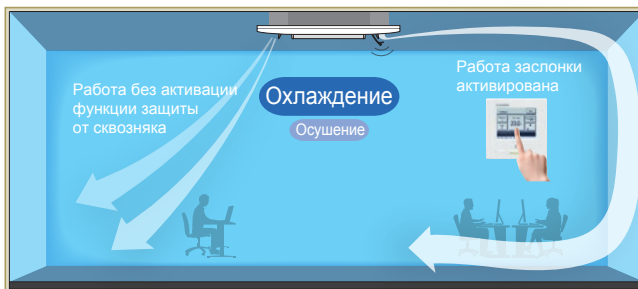 Работа без активации
функции защиты
от сквозняка
Охлаждение
Осушение
Работа заслонки
активирована